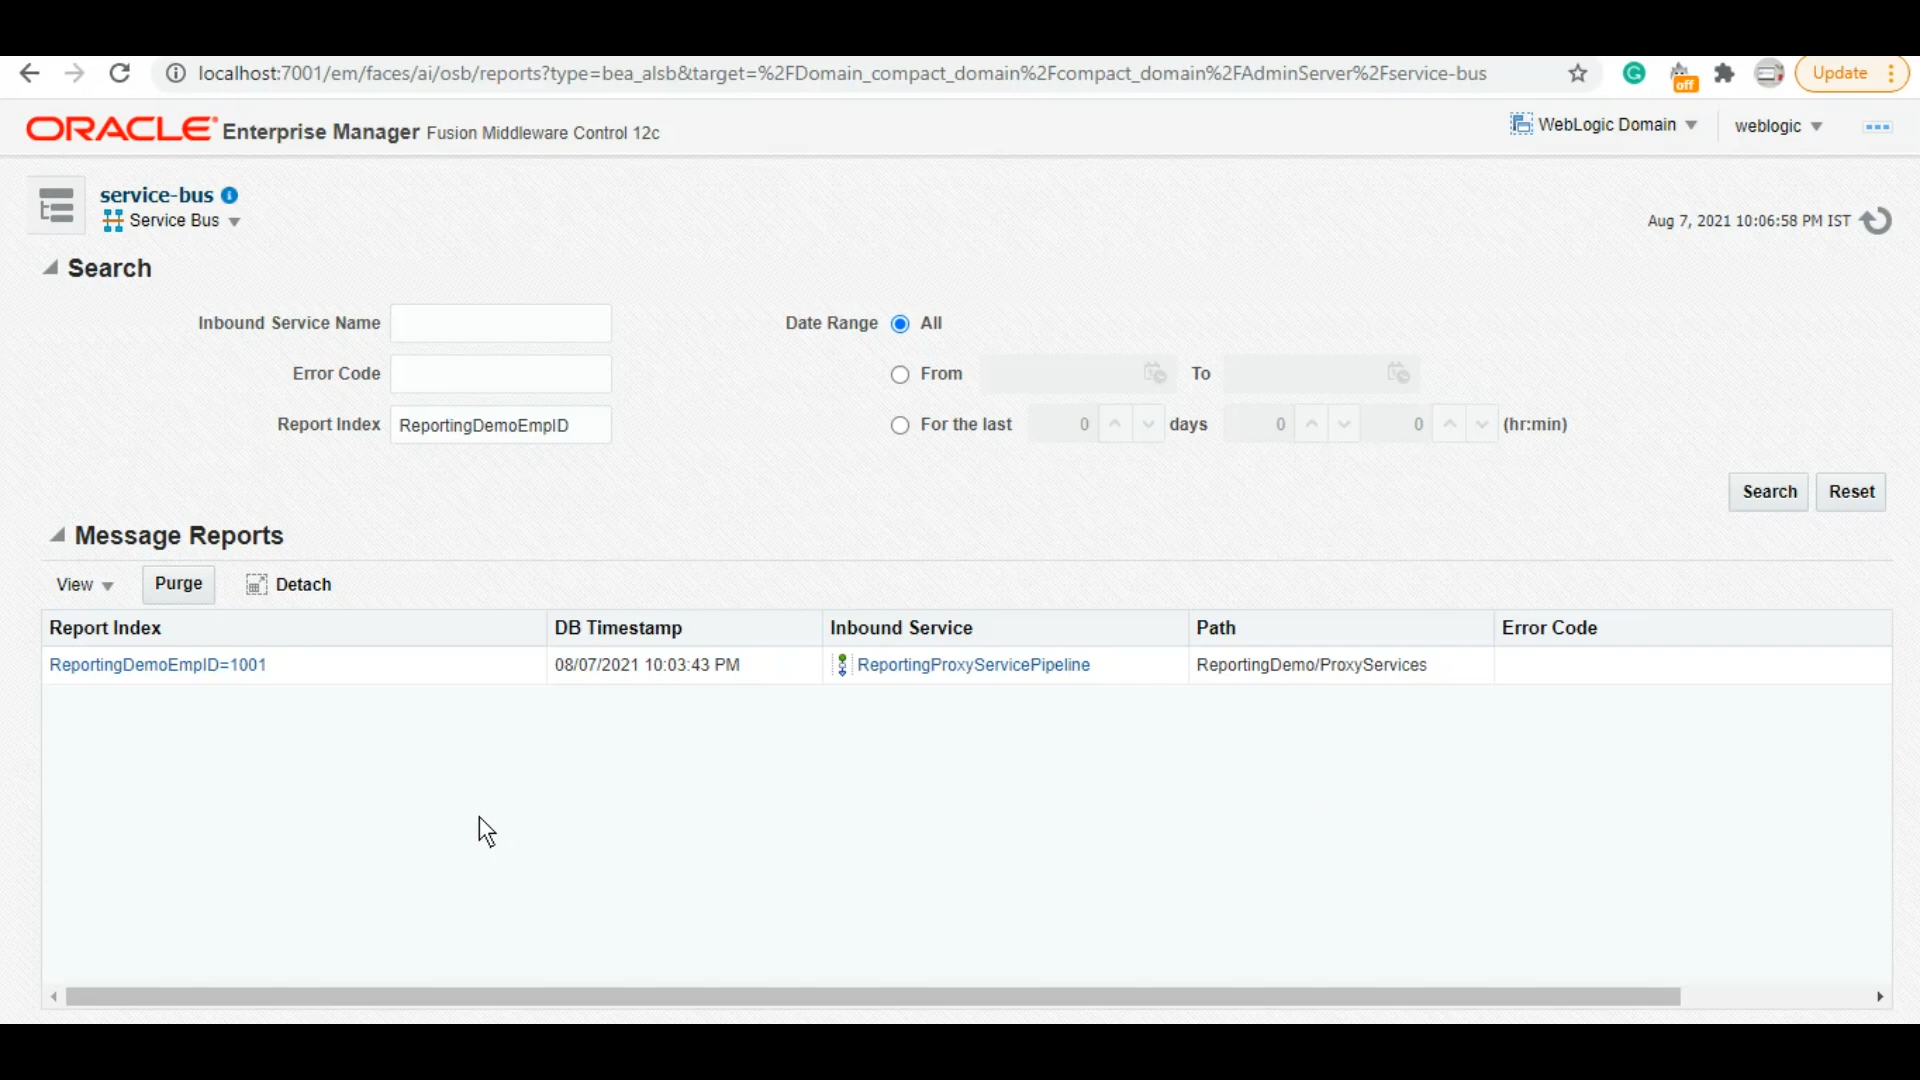 localhost:7001/em/faces/ai/osb/reports?type=bea_alsb&target=%2FDomain_compact_domain%2Fcompact_domain%2FAdminServer%2Fservice-bus
off
Update
ORACLE Enterprise Manager Fusion Middleware Control 12c
WebLogic Domain
weblogic
service-bus
Service Bus
Aug 7, 2021 10:06:58 PM IST
Search
Inbound Service Name
Date Range All
Error Code
From To
Report Index ReportingDemoEmpID
For the last 0 days 0 0 (hr:min)
Search Reset
Message Reports
View Purge Detach
Report Index DB Timestamp Inbound Service Path Error Code
ReportingDemoEmpID=1001 08/07/2021 10:03:43 PM ReportingProxyServicePipeline ReportingDemo/ProxyServices